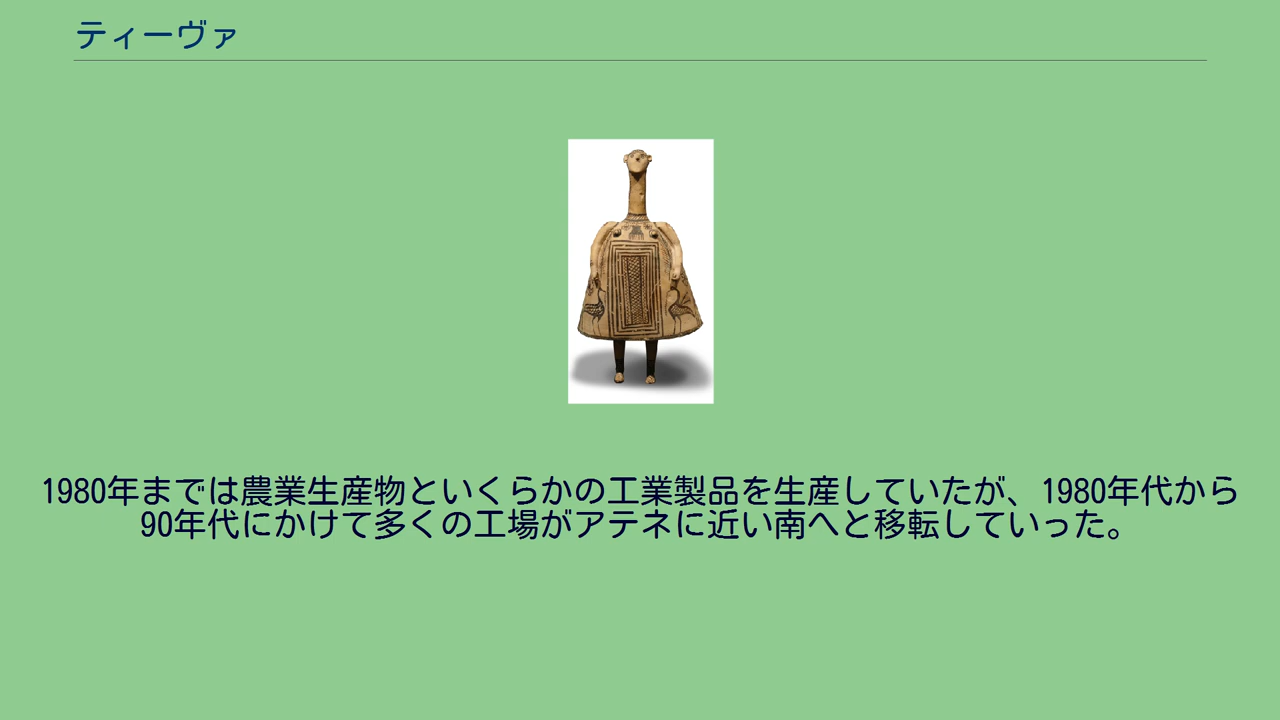 ティーヴァ
1980年までは農業生産物といくらかの工業製品を生産していたが、1980年代から
90年代にかけて多くの工場がアテネに近い南へと移転していった。